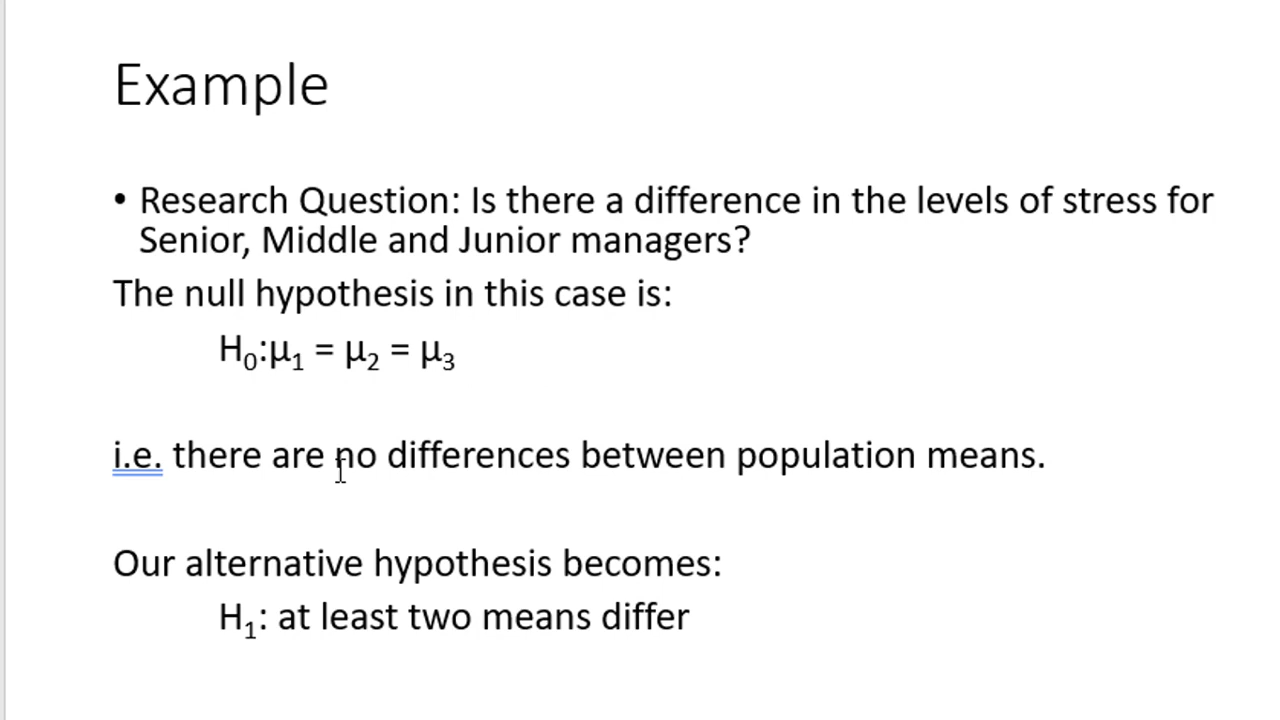 Example
• Research Question: Is there a difference in the levels of stress for
Senior, Middle and Junior managers?
The null hypothesis in this case is:
H₀:μ₁ = μ₂ = μ₃
i.e. there are no differences between population means.
Our alternative hypothesis becomes:
H₁: at least two means differ